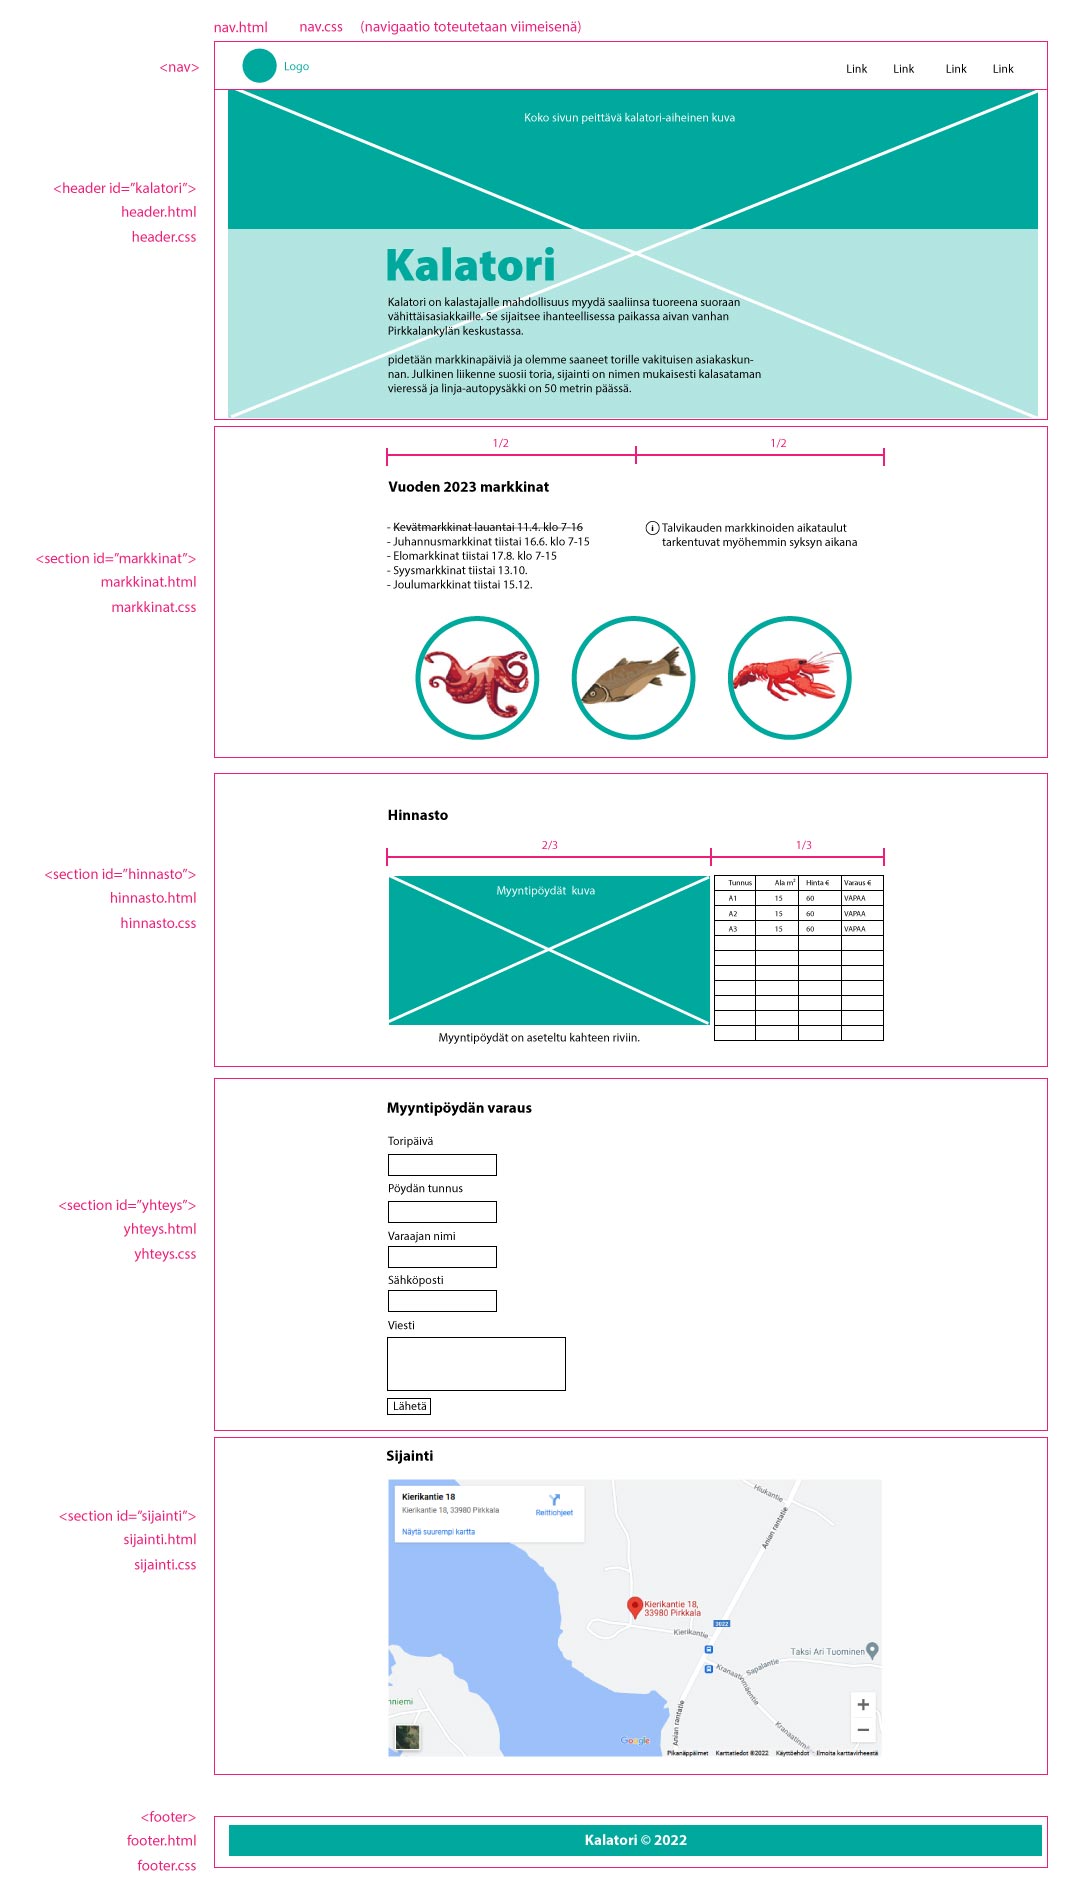 nav.html nav.css (navigaatio toteutetaan viimeisenä)
<nav>
Logo
Link Link Link Link
Koko sivun peittävä kalatori-aiheinen kuva
<header id="kalatori">
header.html
header.css
Kalatori
Kalatori on kalastajalle mahdollisuus myydä saaliinsa tuoreena suoraan
vähittäisasiakkaille. Se sijaitsee ihanteellisessa paikassa aivan vanhan
Pirkkalankylän keskustassa.
pidetään markkinapäiviä ja olemme saaneet torille vakituisen asiakaskun-
nan. Julkinen liikenne suosii toria, sijainti on nimen mukaisesti kalasataman
vieressä ja linja-autopysäkki on 50 metrin päässä.
1/2 1/2
Vuoden 2023 markkinat
- Kevätmarkkinat lauantai 11.4. klo 7-16
- Juhannusmarkkinat tiistai 16.6. klo 7-15
- Elomarkkinat tiistai 17.8. klo 7-15
- Syysmarkkinat tiistai 13.10.
- Joulumarkkinat tiistai 15.12.
i Talvikauden markkinoiden aikataulut
tarkentuvat myöhemmin syksyn aikana
<section id="markkinat">
markkinat.html
markkinat.css
Hinnasto
2/3 1/3
<section id="hinnasto">
hinnasto.html
hinnasto.css
Myyntipöydät kuva
Myyntipöydät on aseteltu kahteen riviin.
Tunnus Ala m² Hinta € Varaus €
A1 15 60 VAPAA
A2 15 60 VAPAA
A3 15 60 VAPAA
Myyntipöydän varaus
Toripäivä
Pöydän tunnus
Varaajan nimi
Sähköposti
Viesti
Lähetä
<section id="yhteys">
yhteys.html
yhteys.css
Sijainti
<section id="sijainti">
sijainti.html
sijainti.css
Kierikantie 18
Kierikantie 18, 33980 Pirkkala
Näytä suurempi kartta
Reittiohjeet
Hiukantie
Anian rantatie
Kierikantie 18,
33980 Pirkkala
3022
Kierikantie
Taksi Ari Tuominen
Sapalantie
Kranaatinmäentie
Anian rantatie
Kranaatinmä
nniemi
+
−
Google
Pikanäppäimet Karttatiedot ©2022 Käyttöehdot Ilmoita karttavirheestä
<footer>
footer.html
footer.css
Kalatori © 2022